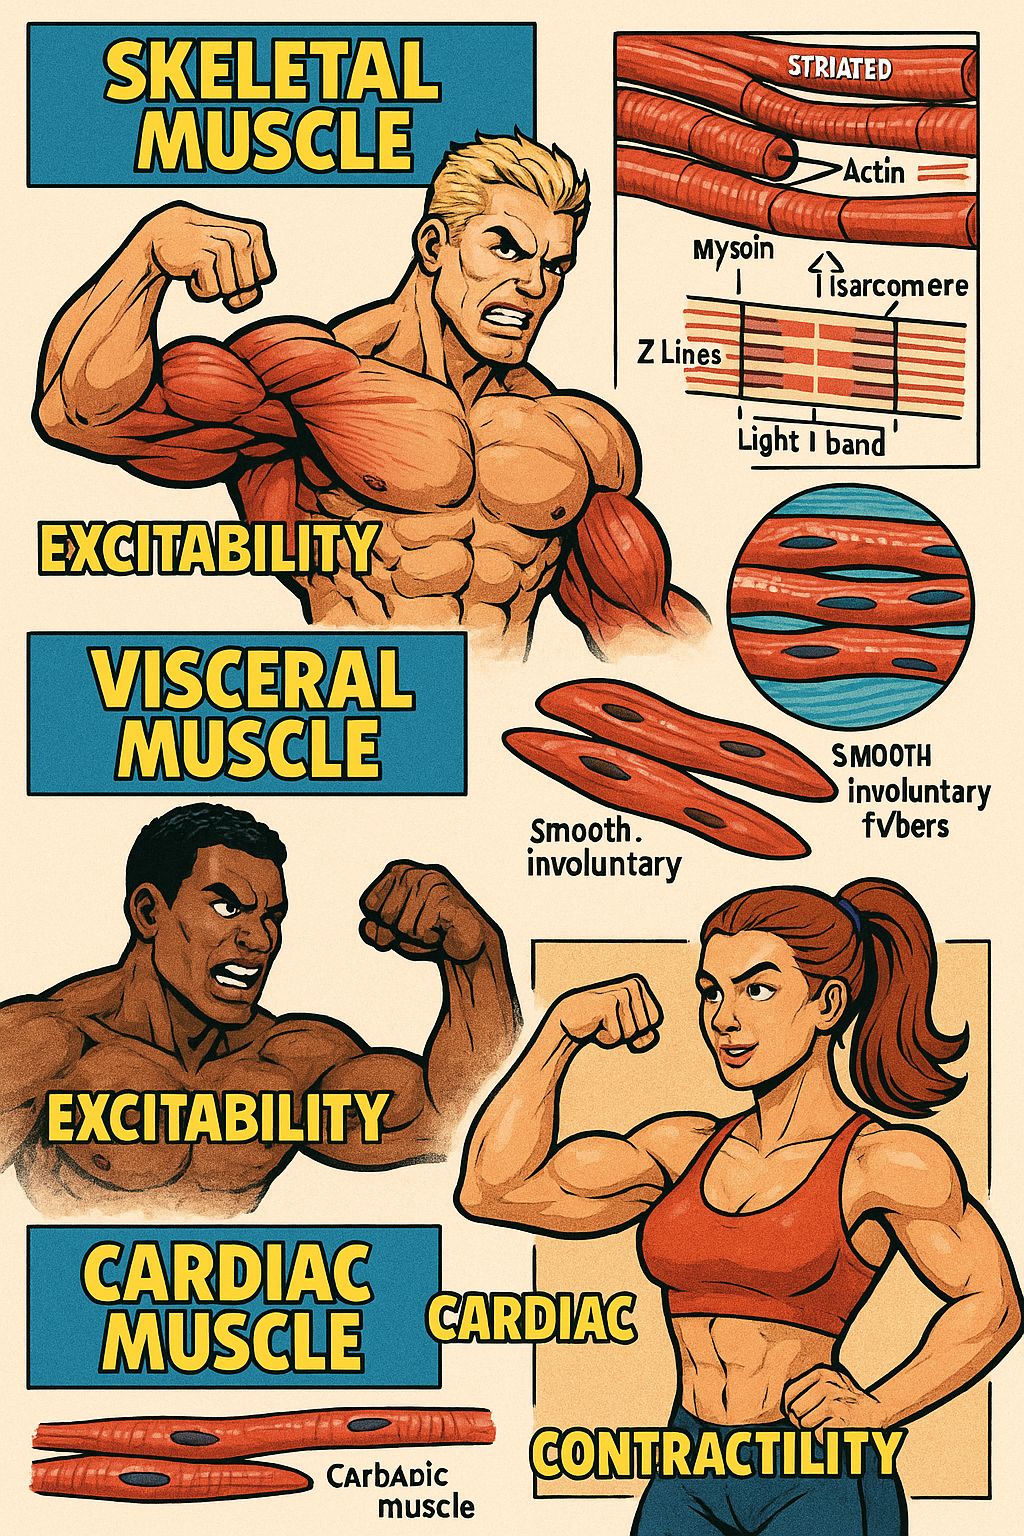 SKELETAL
MUSCLE
STRIATED
Actin
Mysoin
Isarcomere
Z Lines
Light I band
EXCITABILITY
VISCERAL
MUSCLE
SMOOTH
involuntary
fvbers
Smooth.
involuntary
EXCITABILITY
CARDIAC
MUSCLE
CARDIAC
CONTRACTILITY
CarbAdic
muscle